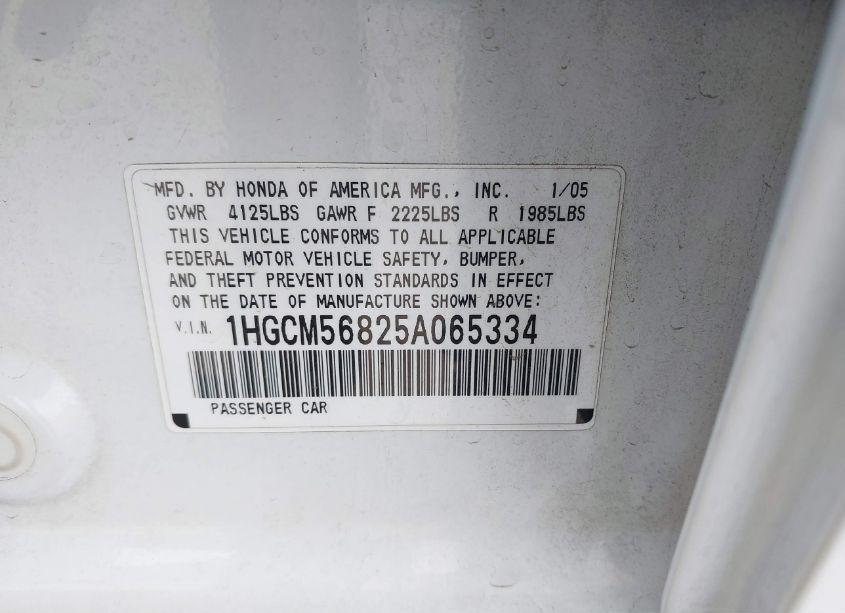 MFD. BY HONDA OF AMERICA MFG., INC. 1/05
GVWR 4125LBS GAWR F 2225LBS R 1985LBS
THIS VEHICLE CONFORMS TO ALL APPLICABLE
FEDERAL MOTOR VEHICLE SAFETY, BUMPER,
AND THEFT PREVENTION STANDARDS IN EFFECT
ON THE DATE OF MANUFACTURE SHOWN ABOVE:
V.I.N. 1HGCM56825A065334
PASSENGER CAR